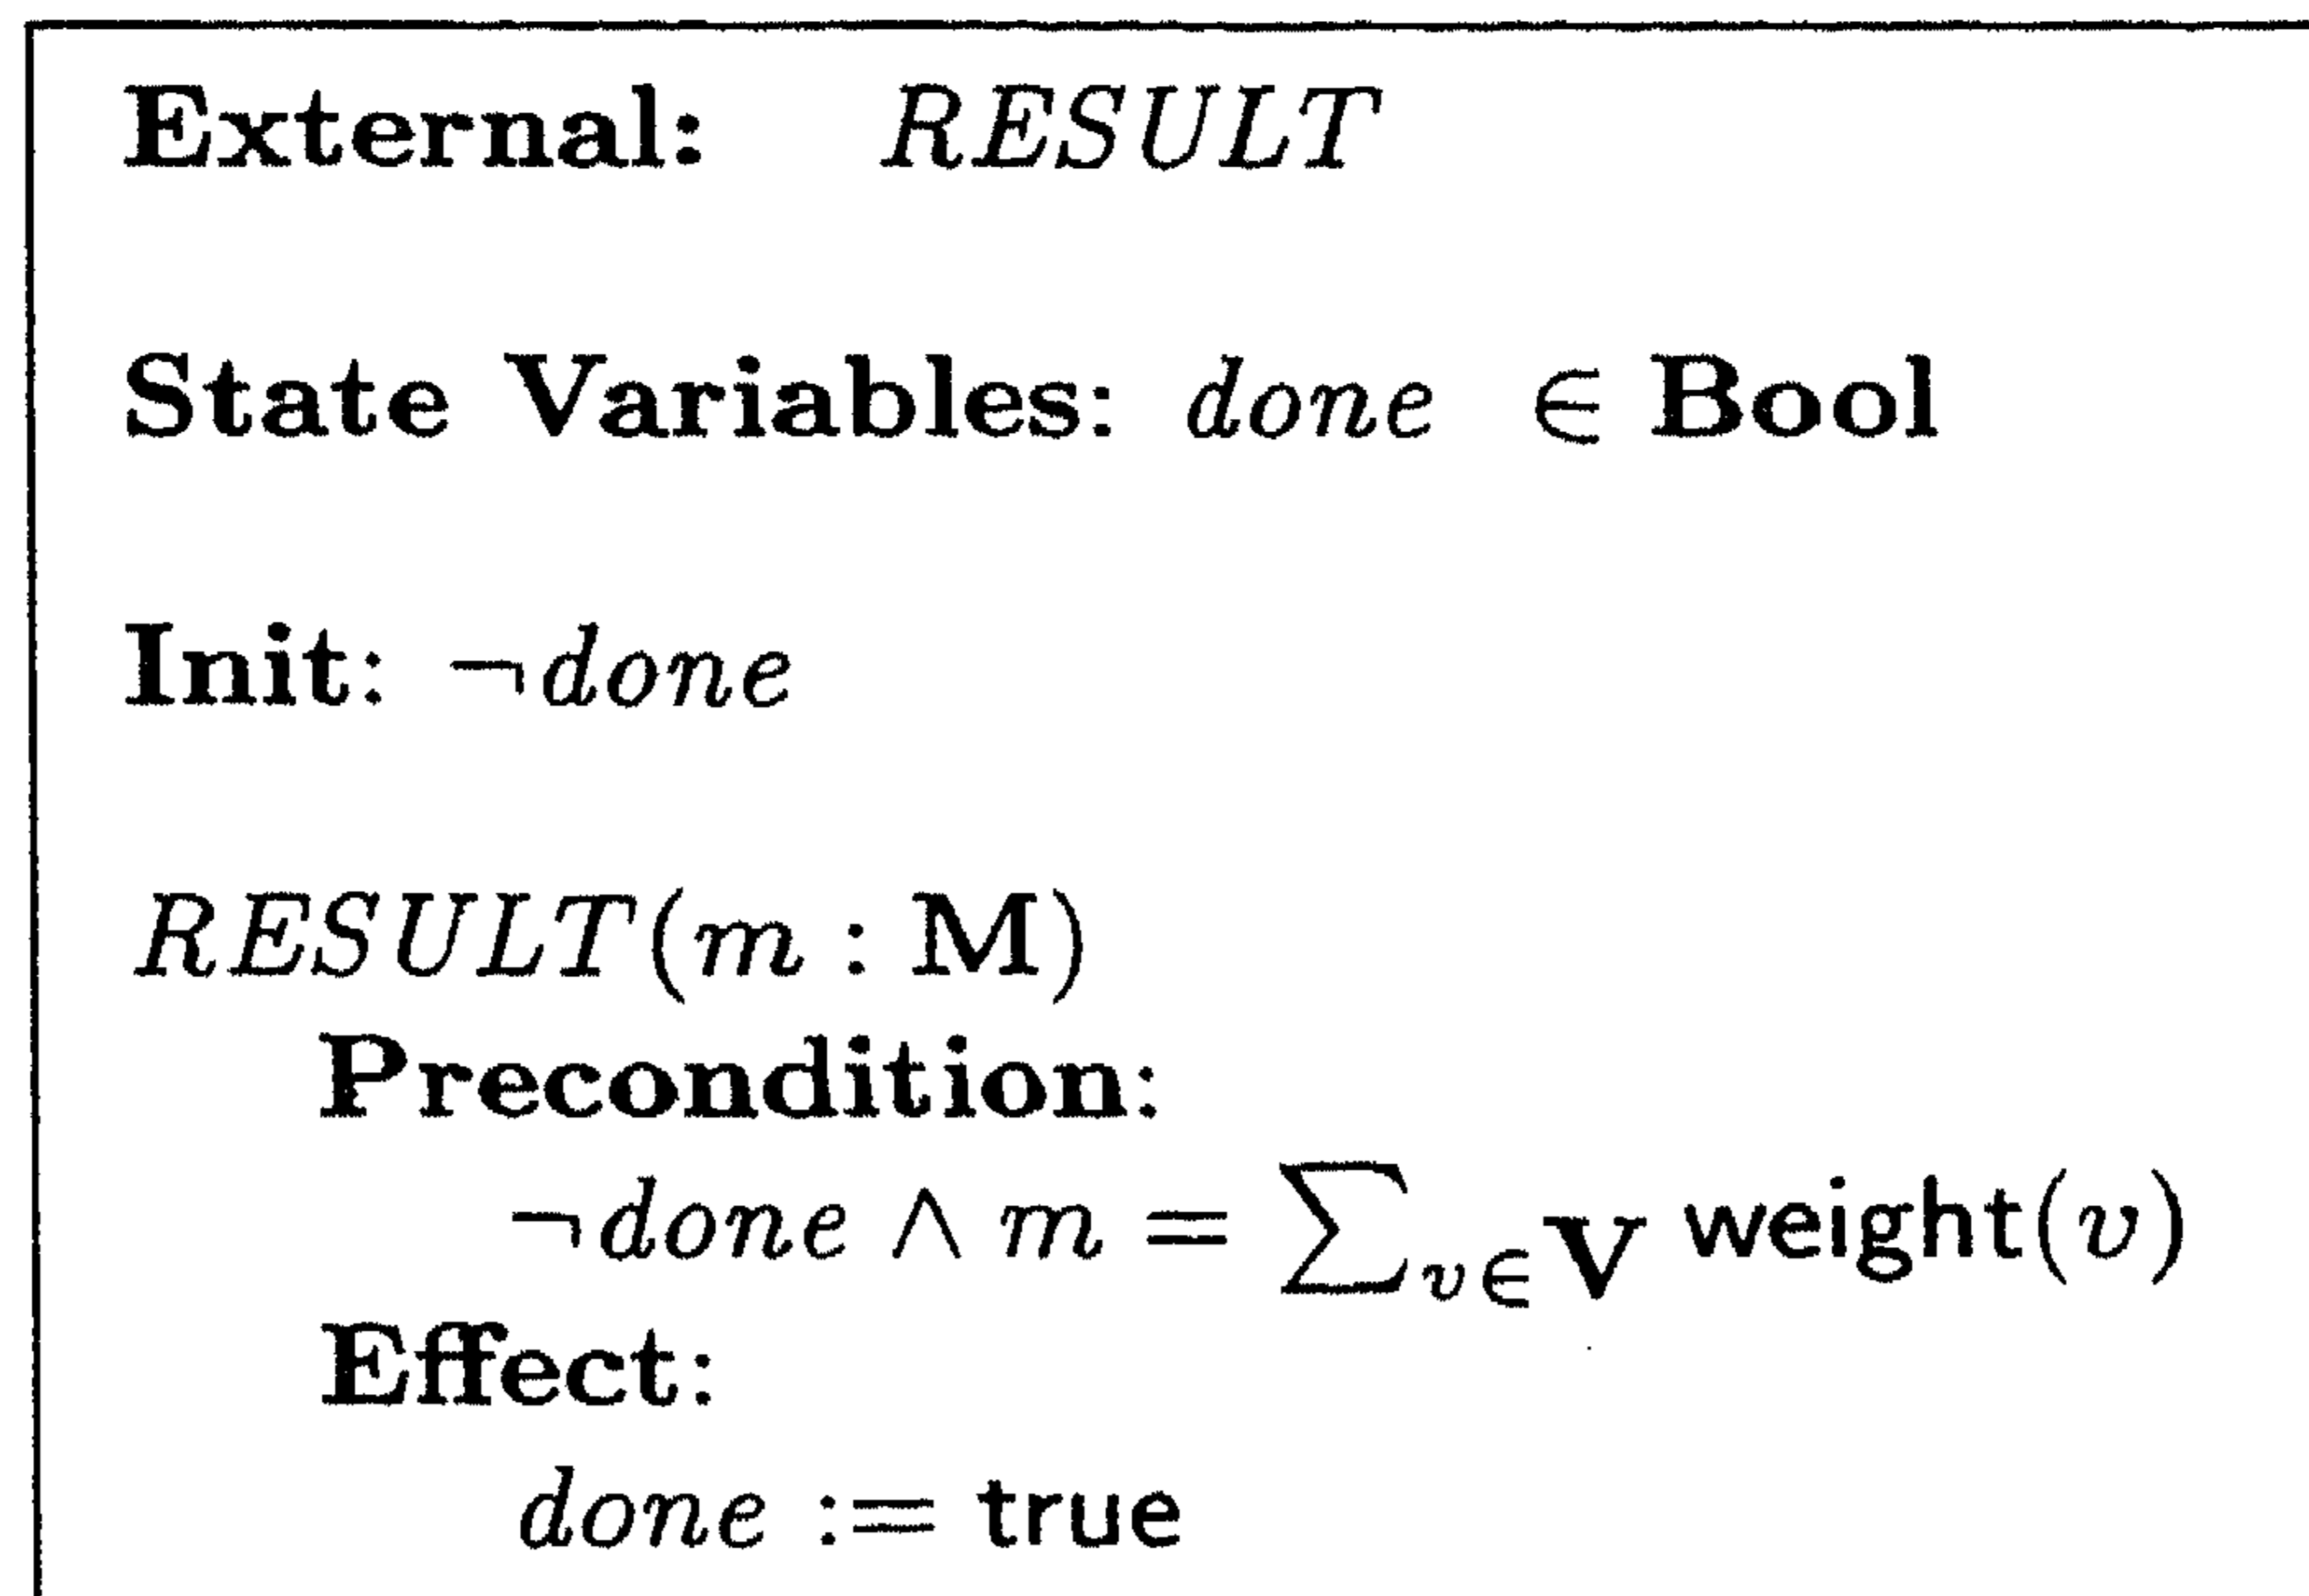 External: RESULT
State Variables: done ∈ Bool
Init: ¬done
RESULT(m : M)
Precondition:
¬done ∧ m = ∑v∈V weight(v)
Effect:
done := true